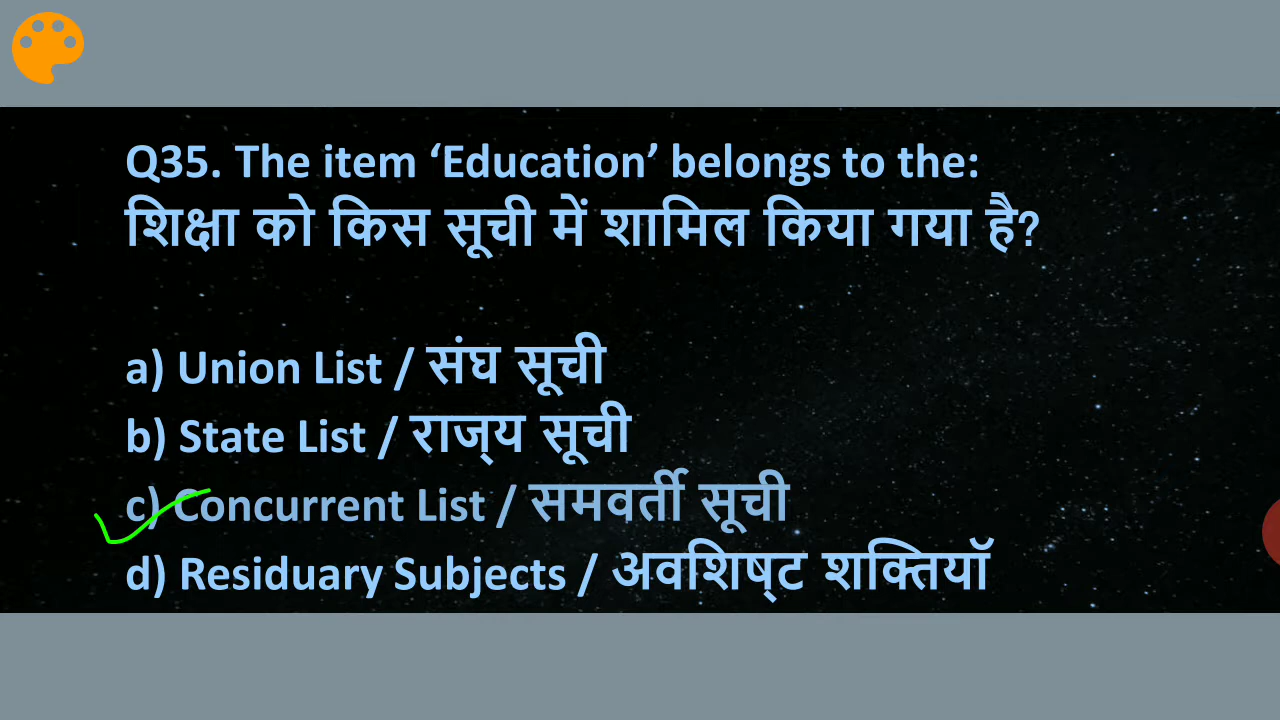 Q35. The item ‘Education’ belongs to the:
शिक्षा को किस सूची में शामिल किया गया है?
a) Union List / संघ सूची
b) State List / राज्‍य सूची
c) Concurrent List / समवर्ती सूची
d) Residuary Subjects / अवशिष्‍ट शक्तियॉ